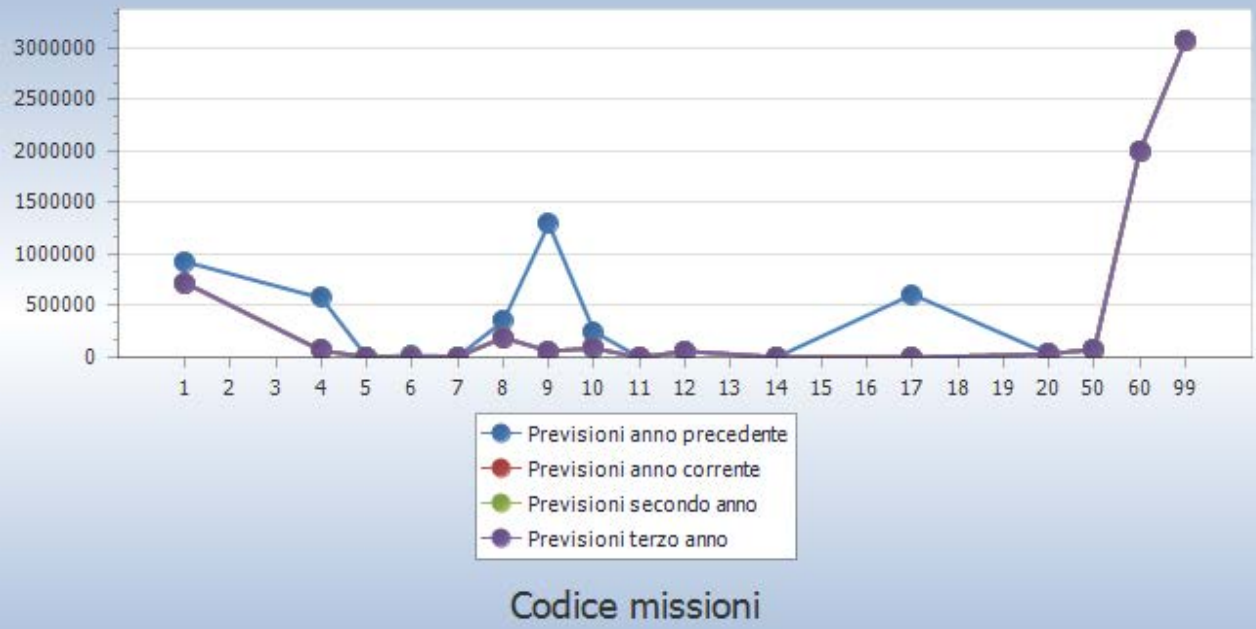 3000000
2500000
2000000
1500000
1000000
500000
0
1 2 3 4 5 6 7 8 9 10 11 12 13 14 15 16 17 18 19 20 50 60 99
Previsioni anno precedente
Previsioni anno corrente
Previsioni secondo anno
Previsioni terzo anno
Codice missioni